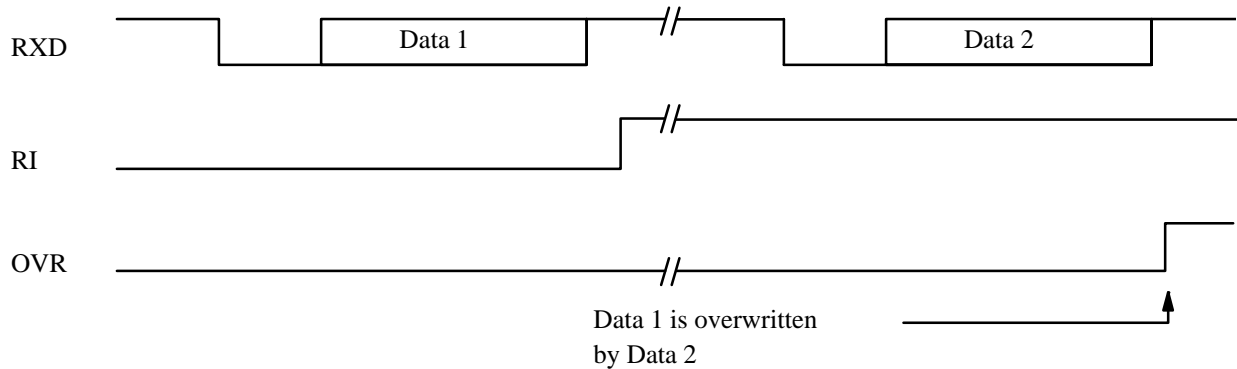 RXD
Data 1
Data 2
RI
OVR
Data 1 is overwritten
by Data 2